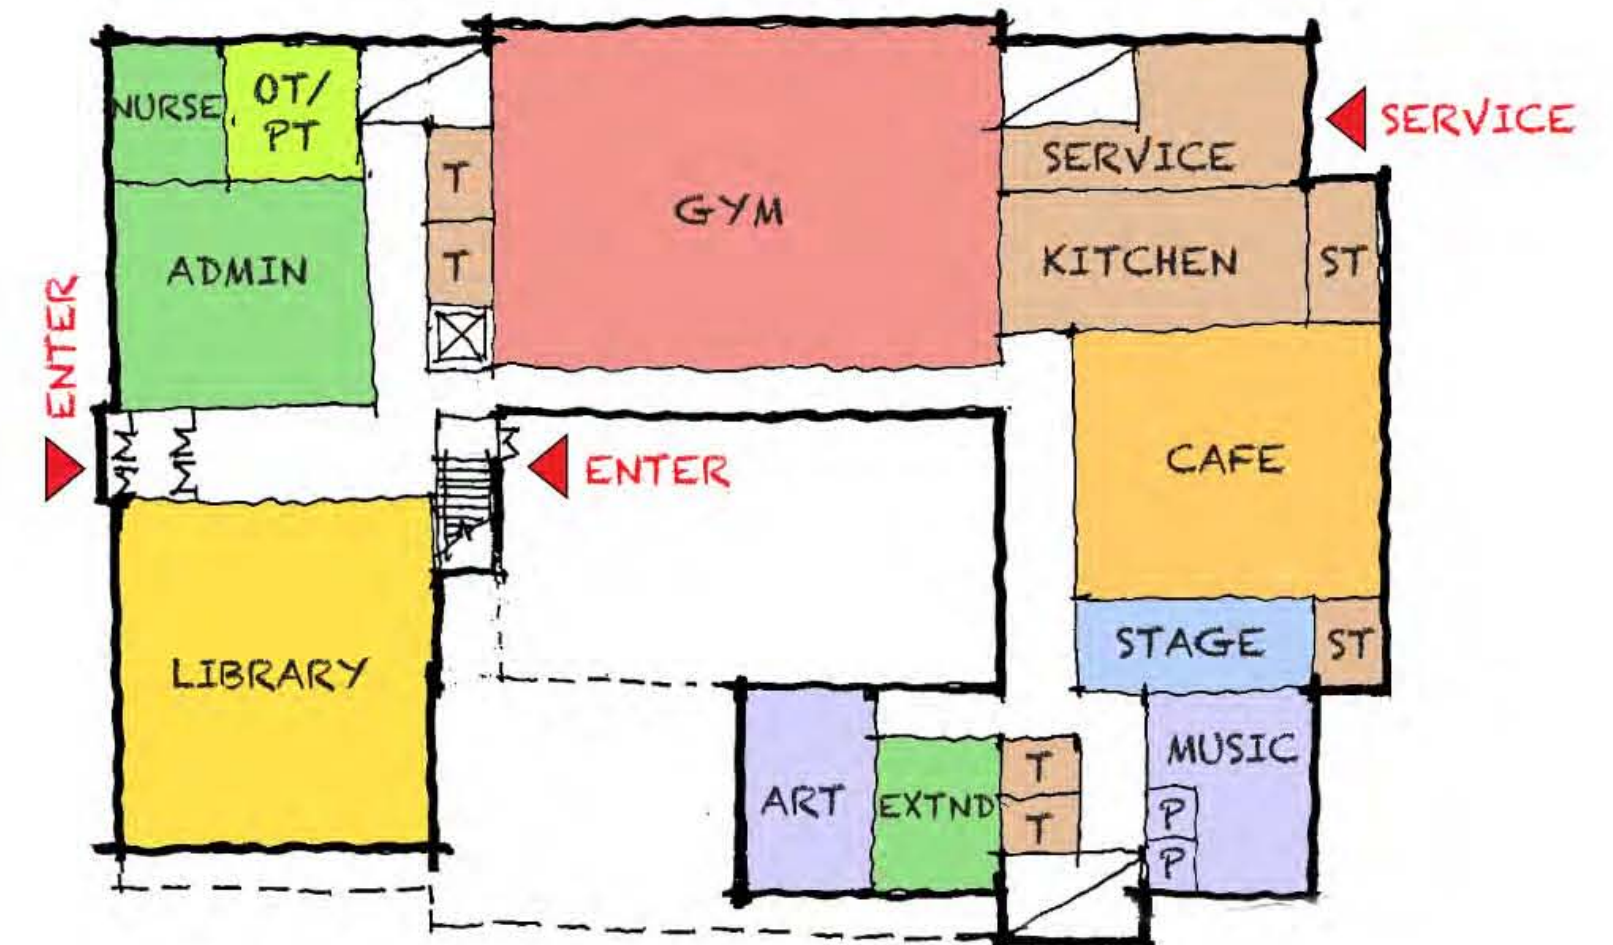 NURSE
OT/
PT
SERVICE
T
SERVICE
GYM
ADMIN
T
KITCHEN
ST
ENTER
CAFE
ENTER
LIBRARY
STAGE
ST
MUSIC
ART
EXTND
T
T
P
P